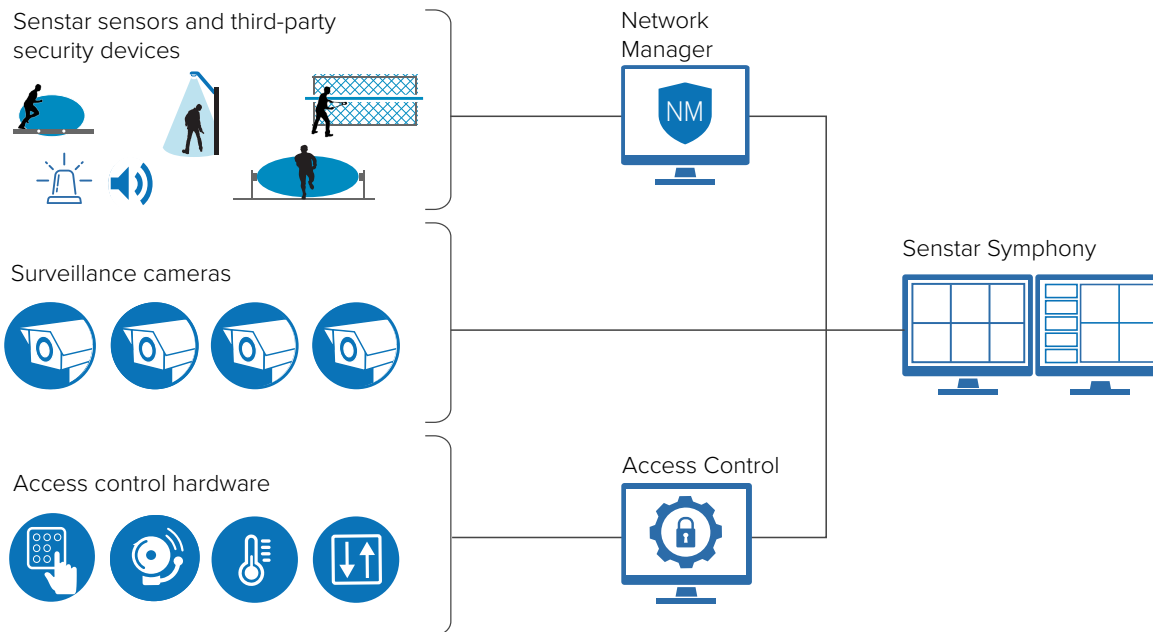 Senstar sensors and third-party
security devices
Network
Manager
NM
Surveillance cameras
Senstar Symphony
Access control hardware
Access Control